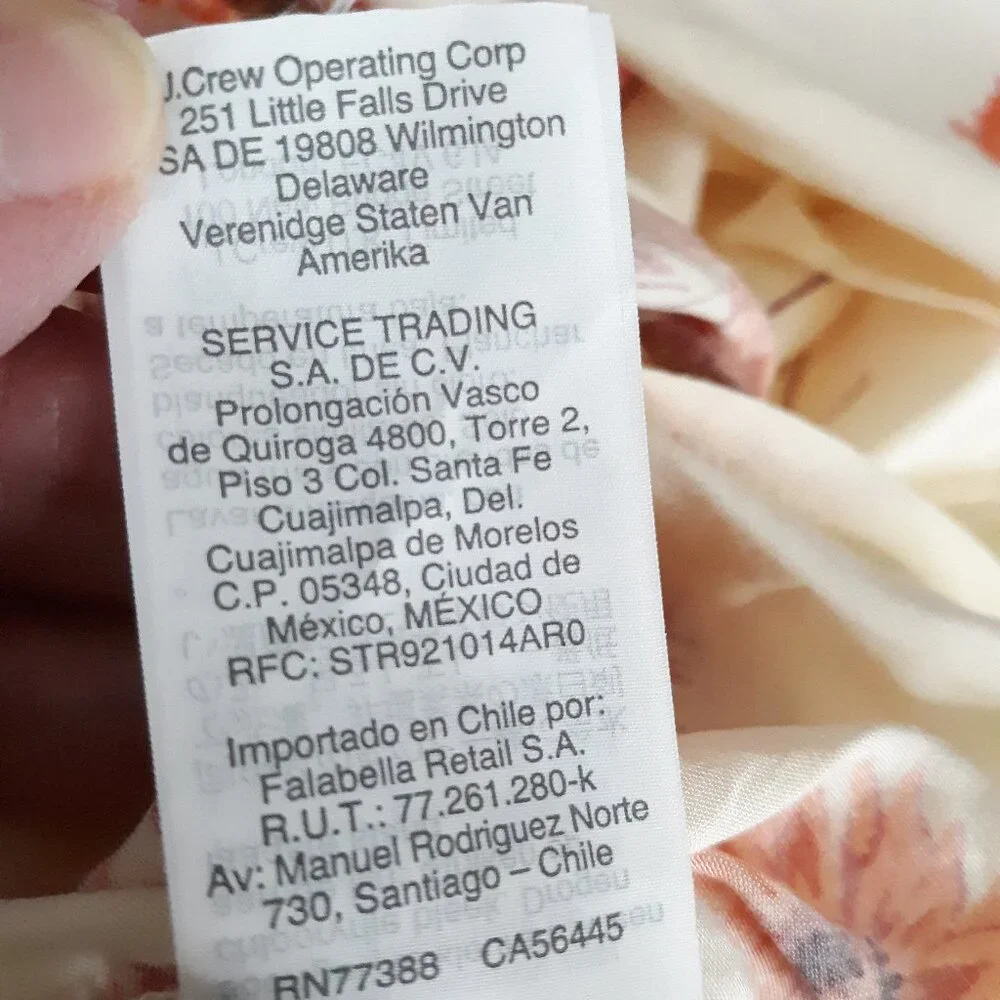 J.Crew Operating Corp
251 Little Falls Drive
SA DE 19808 Wilmington
Delaware
Verenidge Staten Van
Amerika
SERVICE TRADING
S.A. DE C.V.
Prolongación Vasco
de Quiroga 4800, Torre 2,
Piso 3 Col. Santa Fe
Cuajimalpa, Del.
Cuajimalpa de Morelos
C.P. 05348, Ciudad de
México, MÉXICO
RFC: STR921014AR0
Importado en Chile por:
Falabella Retail S.A.
R.U.T.: 77.261.280-k
Av: Manuel Rodriguez Norte
730, Santiago – Chile
RN77388 CA56445